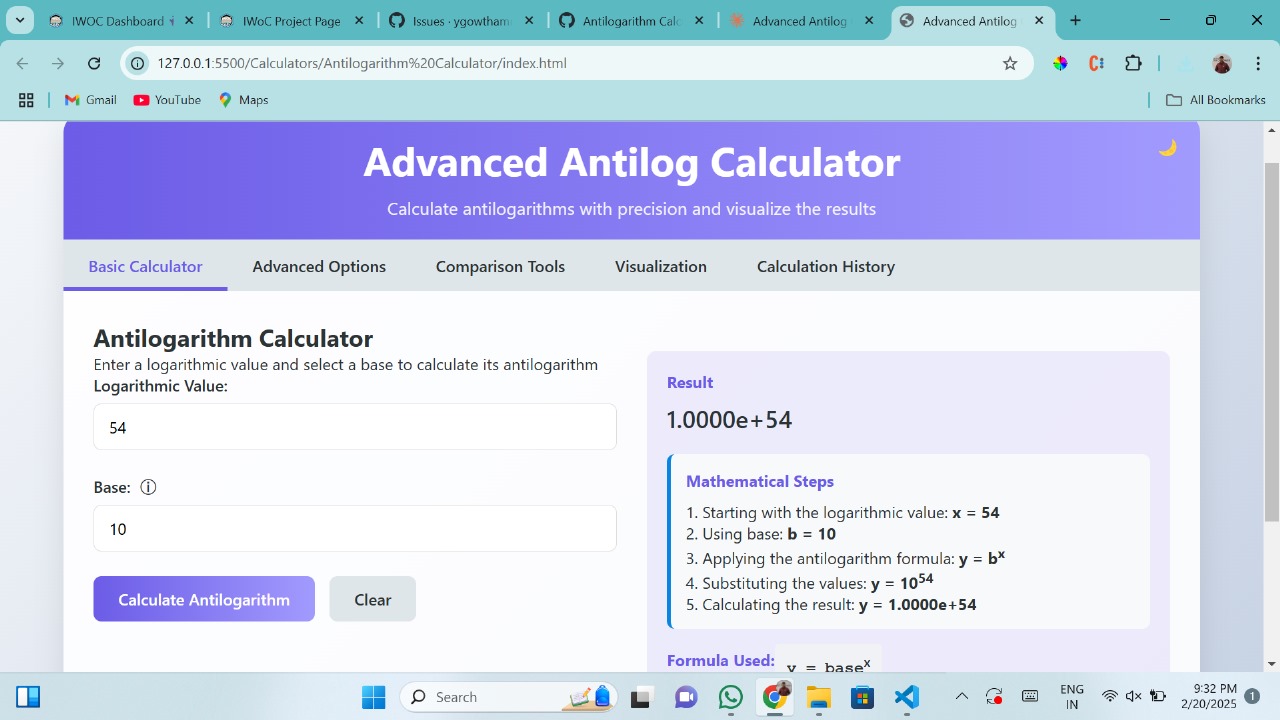 IWOC Dashboard
IWoC Project Page
Issues · ygowtham
Antilogarithm Calc
Advanced Antilog
Advanced Antilog
127.0.0.1:5500/Calculators/Antilogarithm%20Calculator/index.html
Gmail
YouTube
Maps
All Bookmarks
Advanced Antilog Calculator
Calculate antilogarithms with precision and visualize the results
Basic Calculator
Advanced Options
Comparison Tools
Visualization
Calculation History
Antilogarithm Calculator
Enter a logarithmic value and select a base to calculate its antilogarithm
Logarithmic Value:
54
Base:
10
Calculate Antilogarithm
Clear
Result
1.0000e+54
Mathematical Steps
1. Starting with the logarithmic value: x = 54
2. Using base: b = 10
3. Applying the antilogarithm formula: y = bˣ
4. Substituting the values: y = 10⁵⁴
5. Calculating the result: y = 1.0000e+54
Formula Used: y = baseˣ
Search
ENG
IN
9:32 PM
2/20/2025
1